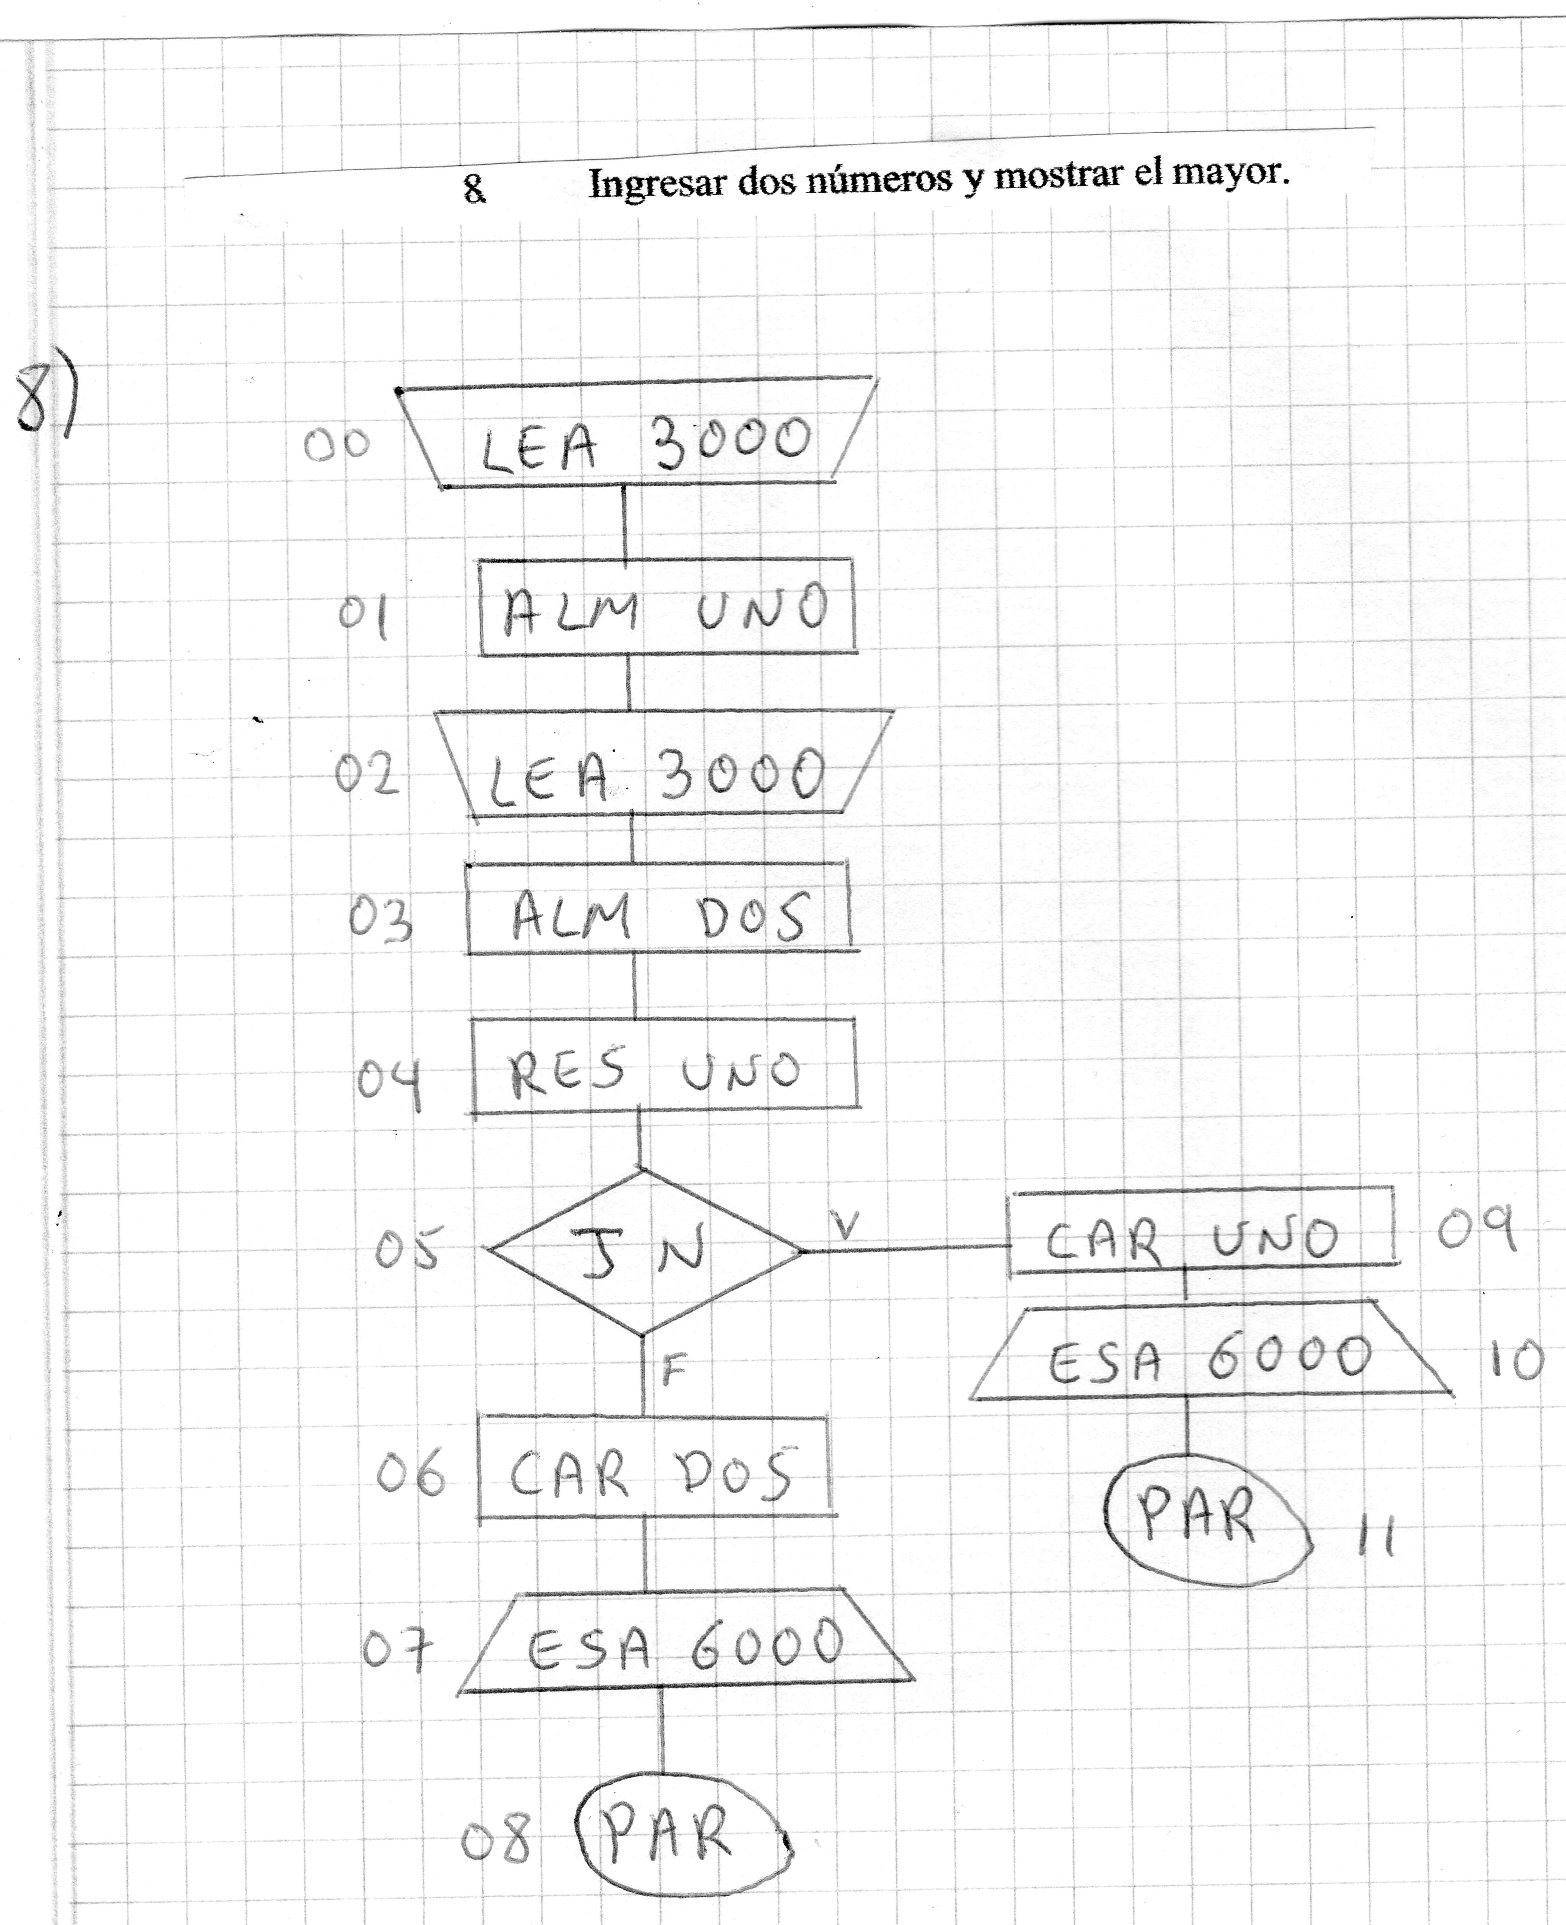 8 Ingresar dos números y mostrar el mayor.
8)
00 LEA 3000
01 ALM UNO
02 LEA 3000
03 ALM DOS
04 RES UNO
05 JN V CAR UNO 09
F ESA 6000 10
06 CAR DOS PAR 11
07 ESA 6000
08 PAR